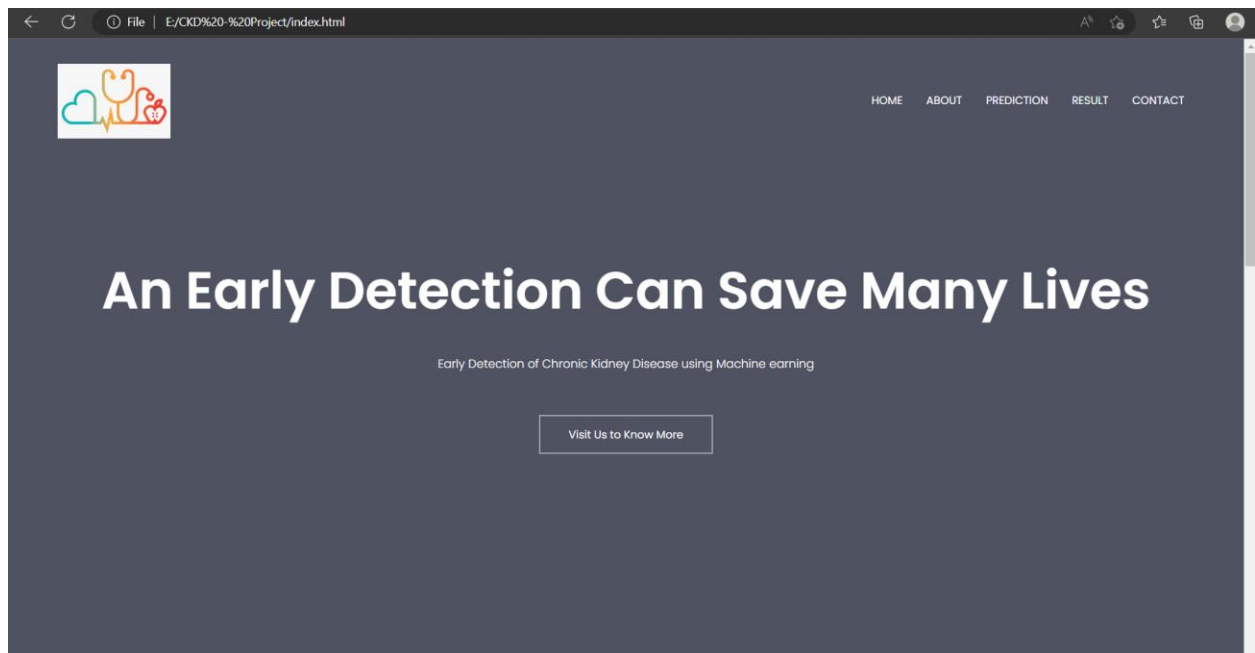 File | E:/CKD%20-%20Project/index.html
HOME ABOUT PREDICTION RESULT CONTACT
An Early Detection Can Save Many Lives
Early Detection of Chronic Kidney Disease using Machine earning
Visit Us to Know More